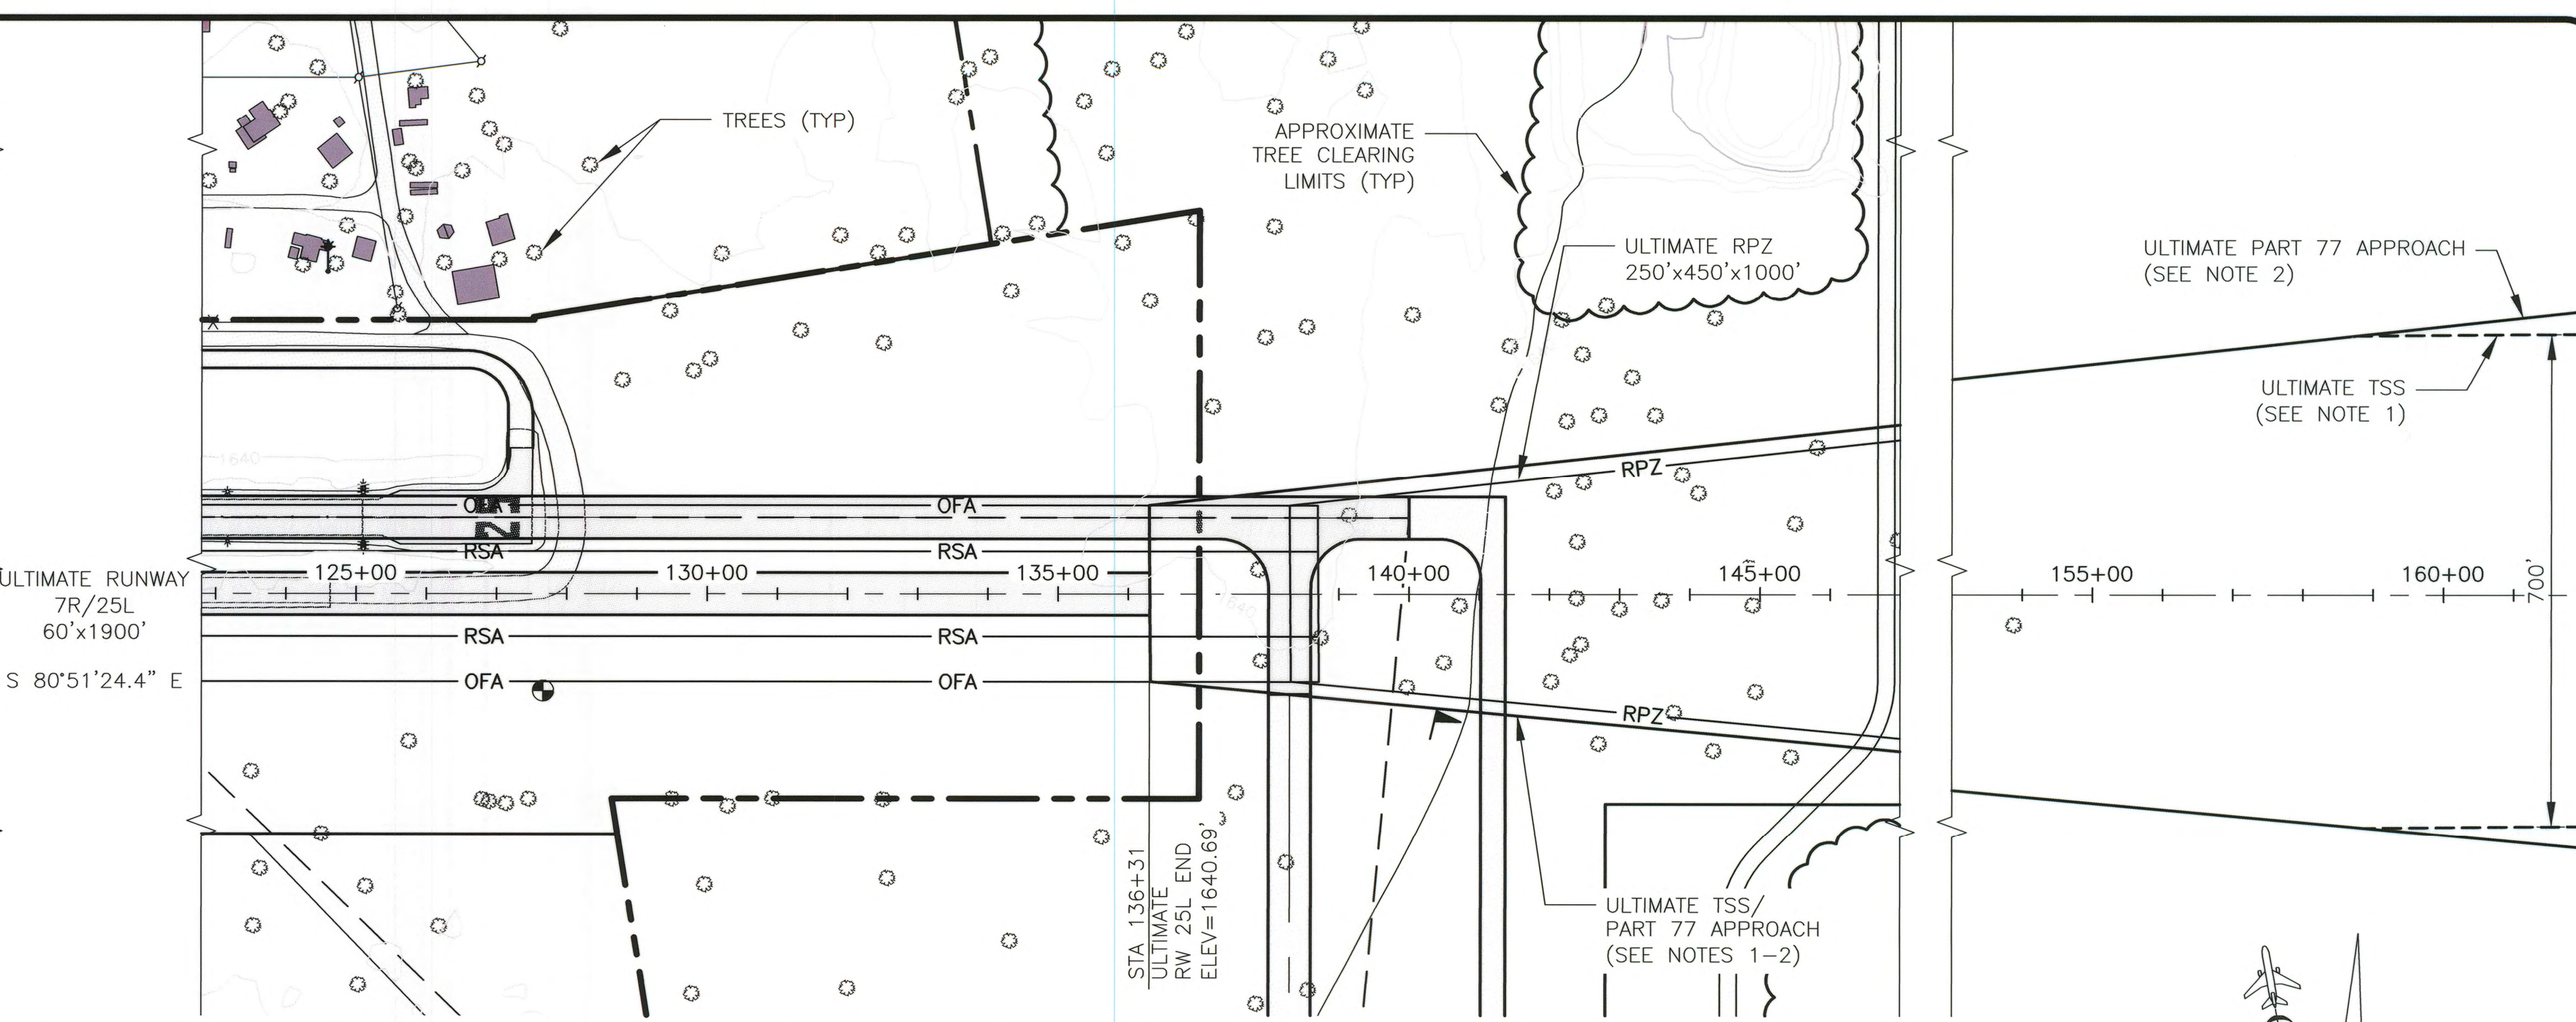 TREES (TYP)
APPROXIMATE
TREE CLEARING
LIMITS (TYP)
ULTIMATE RPZ
250'x450'x1000'
ULTIMATE PART 77 APPROACH
(SEE NOTE 2)
ULTIMATE TSS
(SEE NOTE 1)
1640
RPZ
OFA
OFA
25
RSA
RSA
ULTIMATE RUNWAY
7R/25L
60'x1900'
S 80°51'24.4" E
125+00
130+00
135+00
140+00
145+00
155+00
160+00
700'
1640
RSA
RSA
OFA
OFA
RPZ
STA 136+31
ULTIMATE
RW 25L END
ELEV=1640.69'
ULTIMATE TSS/
PART 77 APPROACH
(SEE NOTES 1-2)